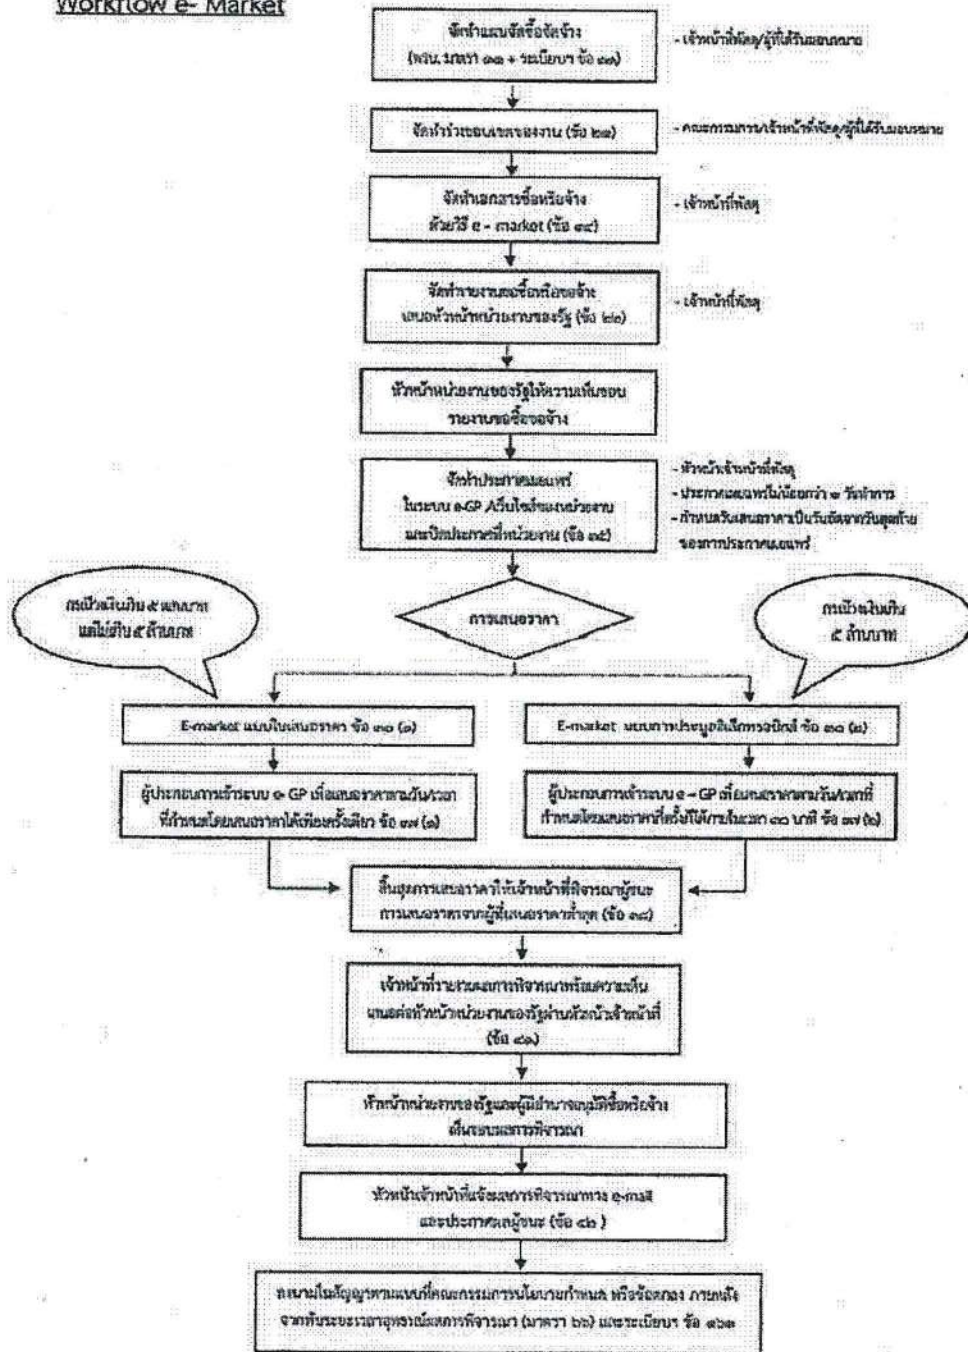 Workflow e- Market
จัดทำแผนจัดซื้อจัดจ้าง
(พรบ. มาตรา ๑๑ + ระเบียบฯ ข้อ ๑๑)
- เจ้าหน้าที่พัสดุ/ผู้ที่ได้รับมอบหมาย
จัดทำร่างขอบเขตของงาน (ข้อ ๒๑)
- คณะกรรมการ/เจ้าหน้าที่พัสดุ/ผู้ที่ได้รับมอบหมาย
จัดทำเอกสารซื้อหรือจ้าง
ด้วยวิธี e - market (ข้อ ๓๔)
- เจ้าหน้าที่พัสดุ
จัดทำรายงานขอซื้อหรือขอจ้าง
เสนอหัวหน้าหน่วยงานของรัฐ (ข้อ ๒๒)
- เจ้าหน้าที่พัสดุ
หัวหน้าหน่วยงานของรัฐให้ความเห็นชอบ
รายงานขอซื้อขอจ้าง
จัดทำประกาศเผยแพร่
ในระบบ e-GP /เว็บไซต์ของหน่วยงาน
และปิดประกาศที่หน่วยงาน (ข้อ ๓๕)
- หัวหน้าเจ้าหน้าที่พัสดุ
- ประกาศเผยแพร่ไม่น้อยกว่า ๓ วันทำการ
- กำหนดวันเสนอราคาเป็นวันถัดจากวันสุดท้าย
ของการประกาศเผยแพร่
กรณีวงเงินเกิน ๕ แสนบาท
แต่ไม่เกิน ๕ ล้านบาท
การเสนอราคา
กรณีวงเงินเกิน
๕ ล้านบาท
E-market แบบใบเสนอราคา ข้อ ๓๐ (๑)
E-market แบบการประมูลอิเล็กทรอนิกส์ ข้อ ๓๐ (๒)
ผู้ประกอบการเข้าระบบ e- GP เพื่อเสนอราคาตามวัน/เวลา
ที่กำหนดโดยเสนอราคาได้เพียงครั้งเดียว ข้อ ๓๗ (๑)
ผู้ประกอบการเข้าระบบ e – GP เพื่อเสนอราคาตามวัน/เวลาที่
กำหนดโดยเสนอราคากี่ครั้งก็ได้ภายในเวลา ๓๐ นาที ข้อ ๓๗ (๒)
สิ้นสุดการเสนอราคาให้เจ้าหน้าที่พิจารณาผู้ชนะ
การเสนอราคาจากผู้ที่เสนอราคาต่ำสุด (ข้อ ๓๘)
เจ้าหน้าที่รายงานผลการพิจารณาพร้อมความเห็น
เสนอต่อหัวหน้าหน่วยงานของรัฐผ่านหัวหน้าเจ้าหน้าที่
(ข้อ ๔๑)
หัวหน้าหน่วยงานของรัฐและผู้มีอำนาจอนุมัติซื้อหรือจ้าง
เห็นชอบผลการพิจารณา
หัวหน้าเจ้าหน้าที่แจ้งผลการพิจารณาทาง e-mail
และประกาศผลผู้ชนะ (ข้อ ๔๒ )
ลงนามในสัญญาตามแบบที่คณะกรรมการนโยบายกำหนด หรือข้อตกลง ภายหลัง
จากพ้นระยะเวลาอุทธรณ์ผลการพิจารณา (มาตรา ๖๖) และระเบียบฯ ข้อ ๑๖๑